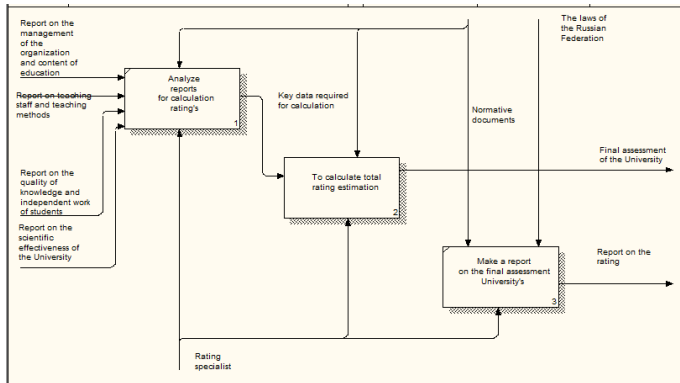 Report on the
management
of the
organization
and content of
education
Report on teaching
staff and teaching
methods
Report on the
quality of
knowledge and
independent work
of students
Report on the
scientific
effectiveness of
the University
Analyze
reports
for calculation
rating's
1
Key data required
for calculation
To calculate total
rating estimation
2
Normative
documents
The laws of
the Russian
Federation
Final assessment
of the University
Make a report
on the final assessment
University's
3
Report on the
rating
Rating
specialist